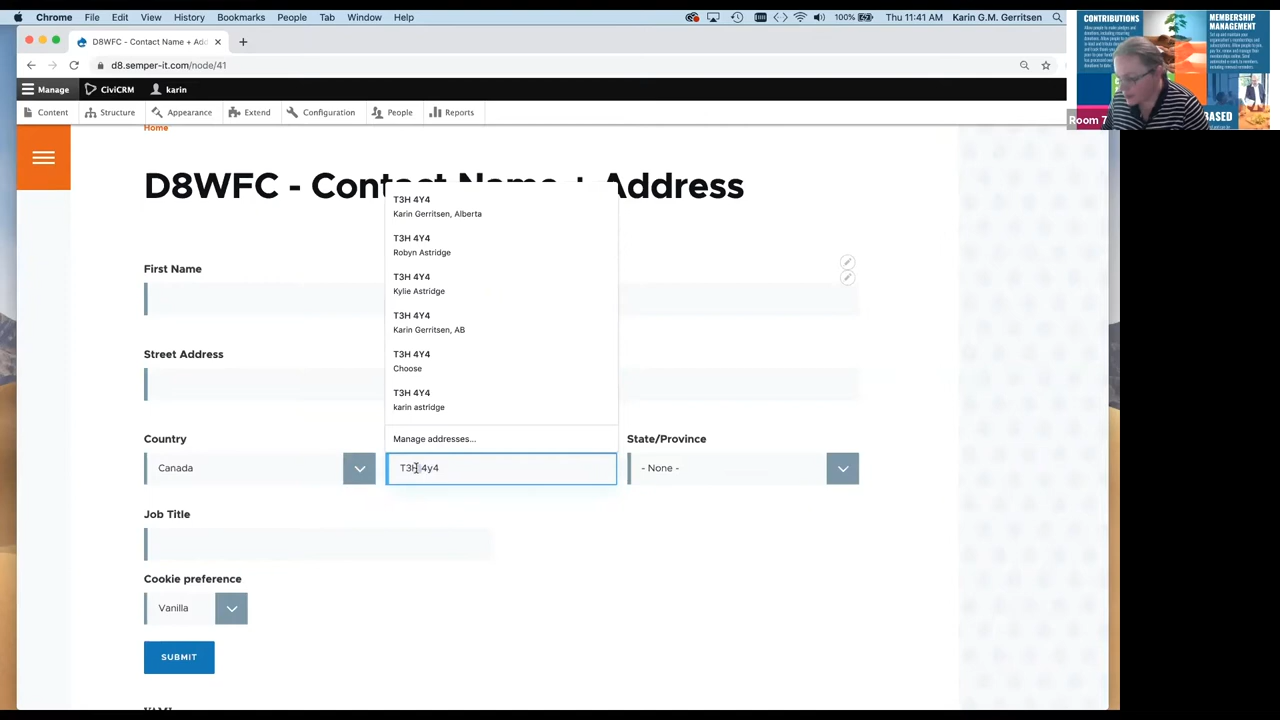 Chrome File Edit View History Bookmarks People Tab Window Help 100% Thu 11:41 AM Karin G.M. Gerritsen
D8WFC - Contact Name + Add
d8.semper-it.com/node/41
Manage CiviCRM karin
Content Structure Appearance Extend Configuration People Reports
Home
D8WFC - Contact Name + Address
T3H 4Y4
Karin Gerritsen, Alberta
T3H 4Y4
Robyn Astridge
T3H 4Y4
Kylie Astridge
T3H 4Y4
Karin Gerritsen, AB
T3H 4Y4
Choose
T3H 4Y4
karin astridge
Manage addresses...
First Name
Street Address
Country
State/Province
Canada
T3H 4y4
- None -
Job Title
Cookie preference
Vanilla
SUBMIT
CONTRIBUTIONS
MEMBERSHIP
MANAGEMENT
BASED
Room 7